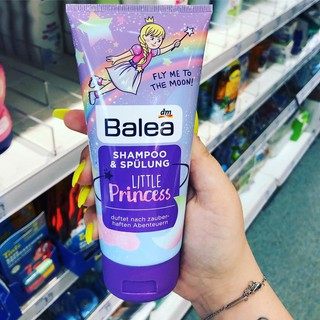 FLY ME TO
THE MOON!
dm
Balea
SHAMPOO
& SPÜLUNG
LITTLE
Princess
duftet nach zauber-
haften Abenteuern